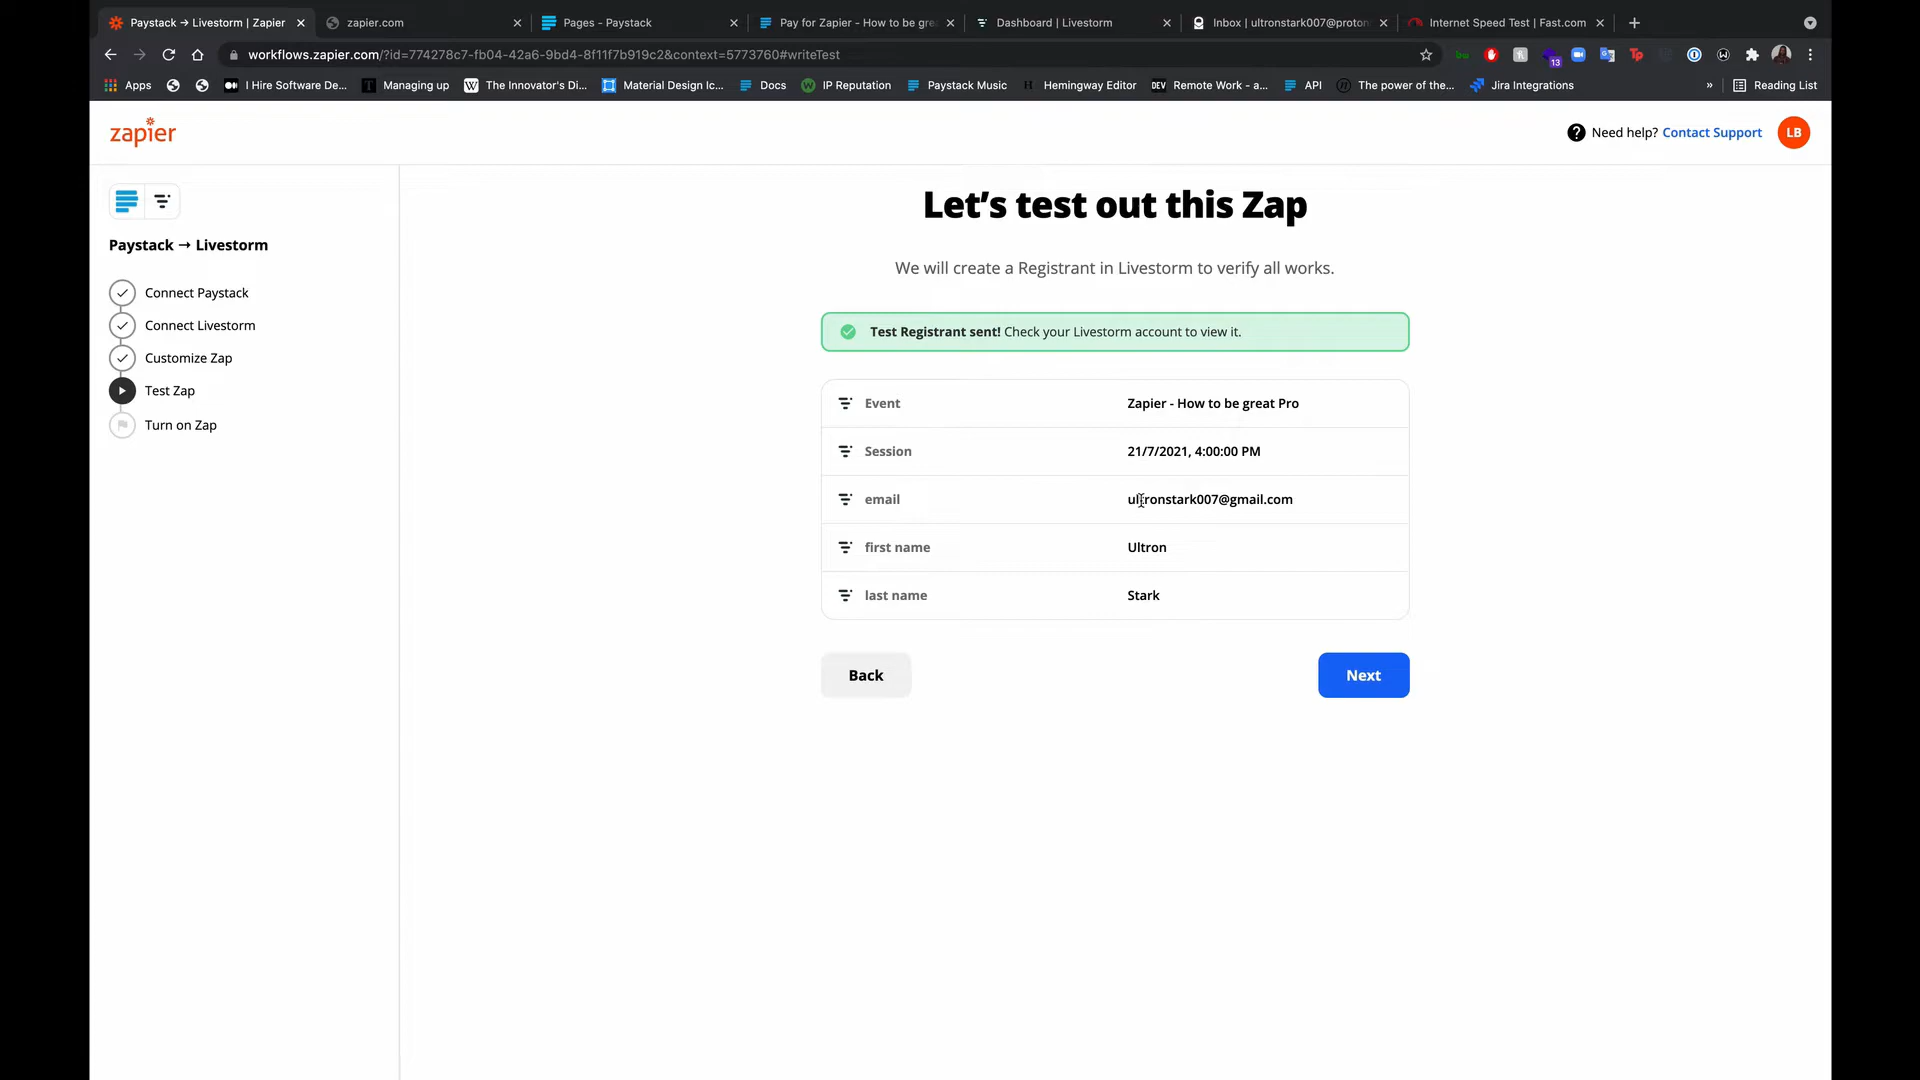 Paystack → Livestorm | Zapier
zapier.com
Pages - Paystack
Pay for Zapier - How to be gre
Dashboard | Livestorm
Inbox | ultronstark007@proton
Internet Speed Test | Fast.com
workflows.zapier.com/?id=774278c7-fb04-42a6-9bd4-8f11f7b919c2&context=5773760#writeTest
13
Apps
I Hire Software De...
Managing up
The Innovator's Di...
Material Design Ic...
Docs
IP Reputation
Paystack Music
Hemingway Editor
DEV
Remote Work - a...
API
The power of the...
Jira Integrations
»
Reading List
zapier
Need help? Contact Support
LB
Paystack → Livestorm
Connect Paystack
Connect Livestorm
Customize Zap
Test Zap
Turn on Zap
Let's test out this Zap
We will create a Registrant in Livestorm to verify all works.
Test Registrant sent! Check your Livestorm account to view it.
Event Zapier - How to be great Pro
Session 21/7/2021, 4:00:00 PM
email ultronstark007@gmail.com
first name Ultron
last name Stark
Back
Next